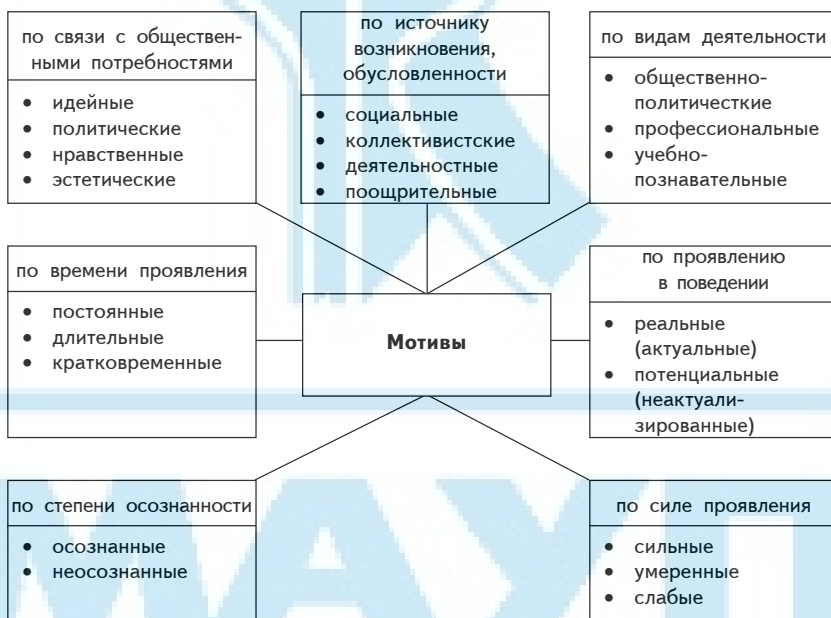 по связи с обществен-
ными потребностями
• идейные
• политические
• нравственные
• эстетические
по источнику
возникновения,
обусловленности
• социальные
• коллективистские
• деятельностные
• поощрительные
по видам деятельности
• общественно-
политичесткие
• профессиональные
• учебно-
познавательные
по времени проявления
• постоянные
• длительные
• кратковременные
Мотивы
по проявлению
в поведении
• реальные
(актуальные)
• потенциальные
(неактуали-
зированные)
по степени осознанности
• осознанные
• неосознанные
по силе проявления
• сильные
• умеренные
• слабые
МАУП